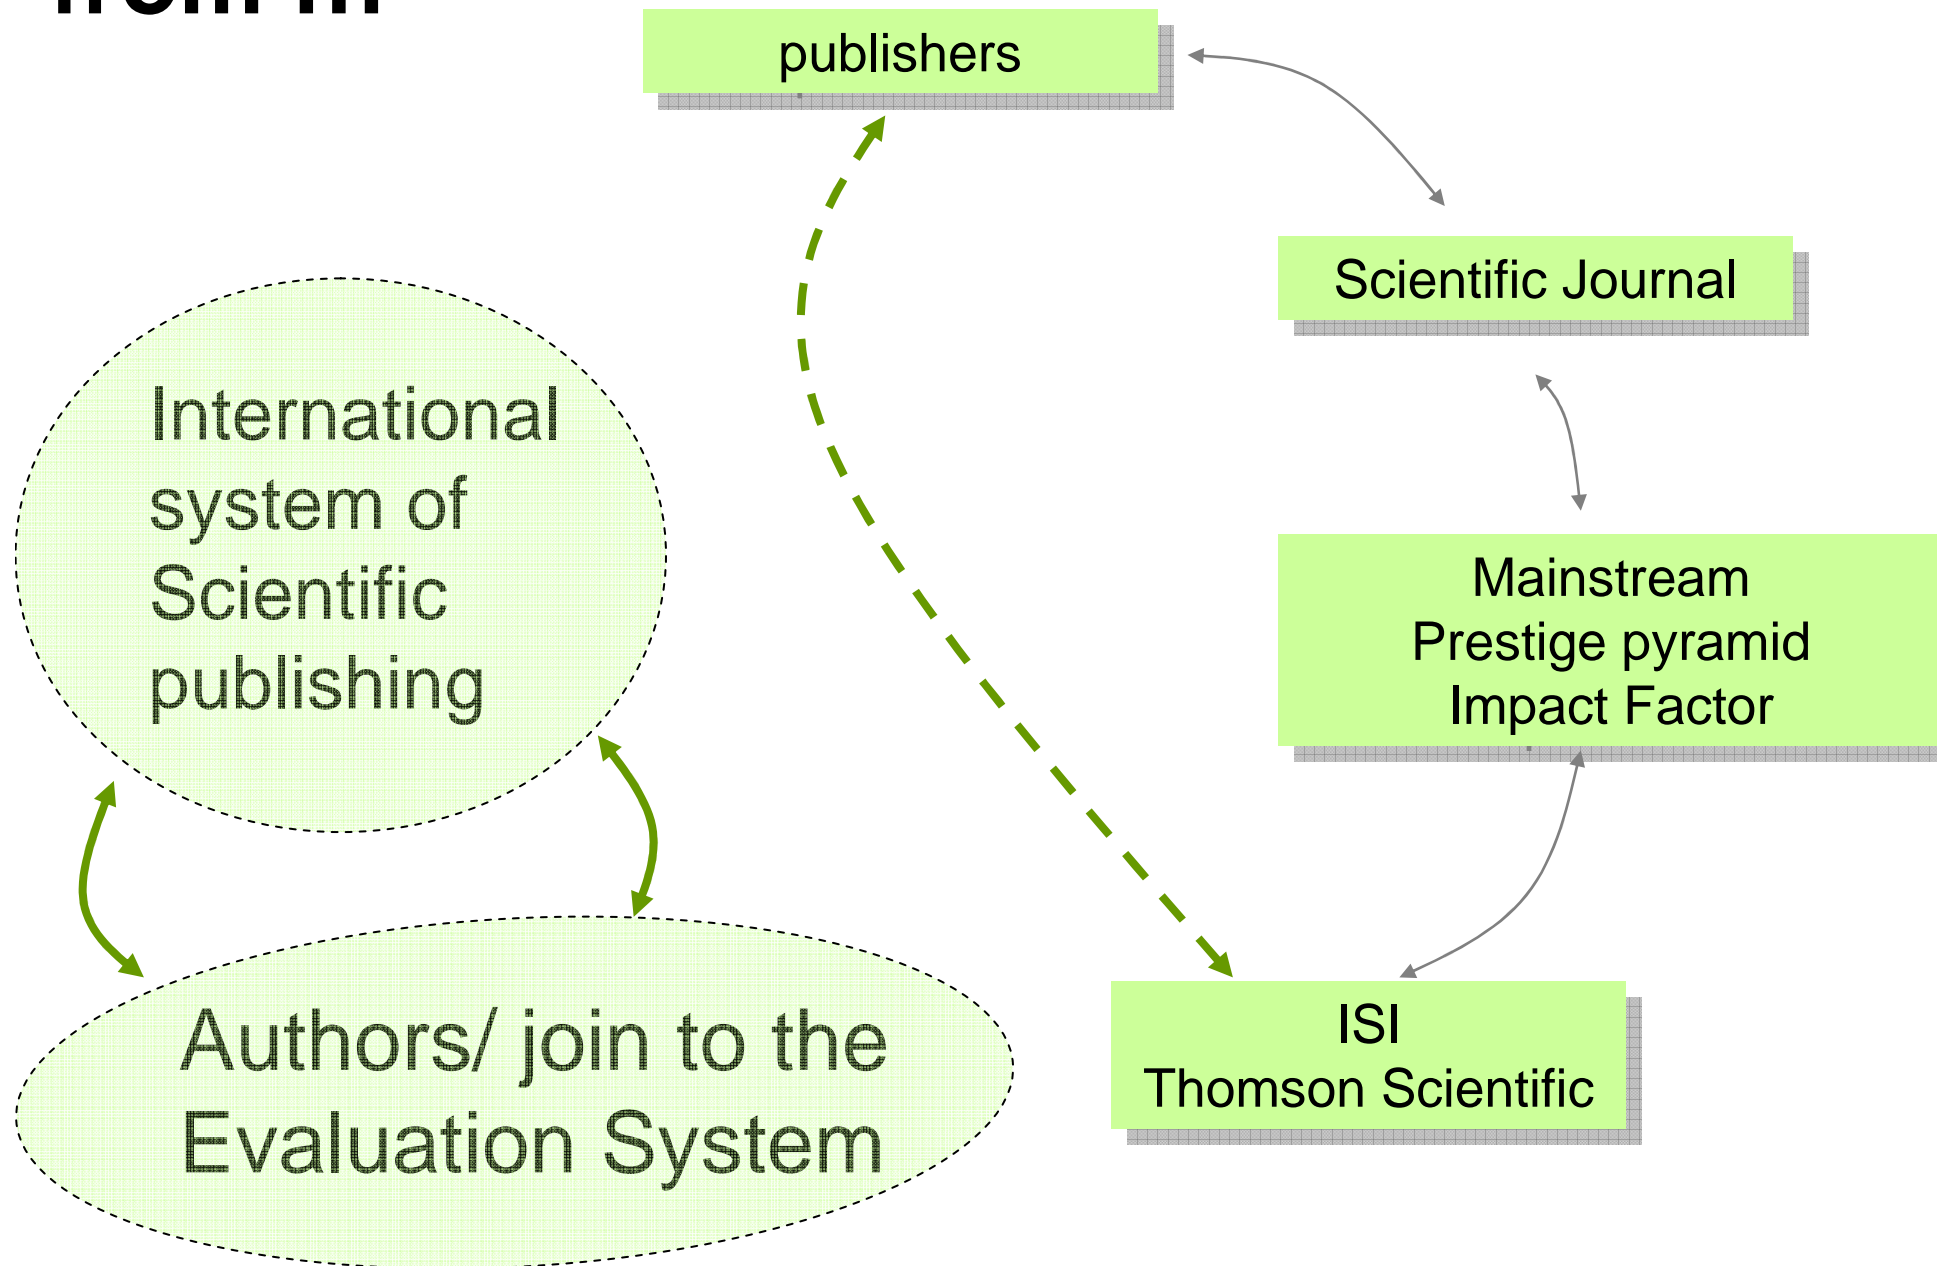 publishers
Scientific Journal
International
system of
Scientific
publishing
Mainstream
Prestige pyramid
Impact Factor
Authors/ join to the
Evaluation System
ISI
Thomson Scientific